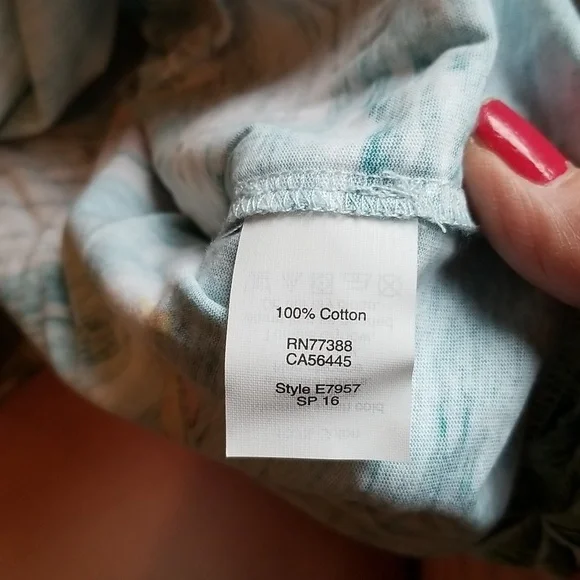 100% Cotton
RN77388
CA56445
Style E7957
SP 16